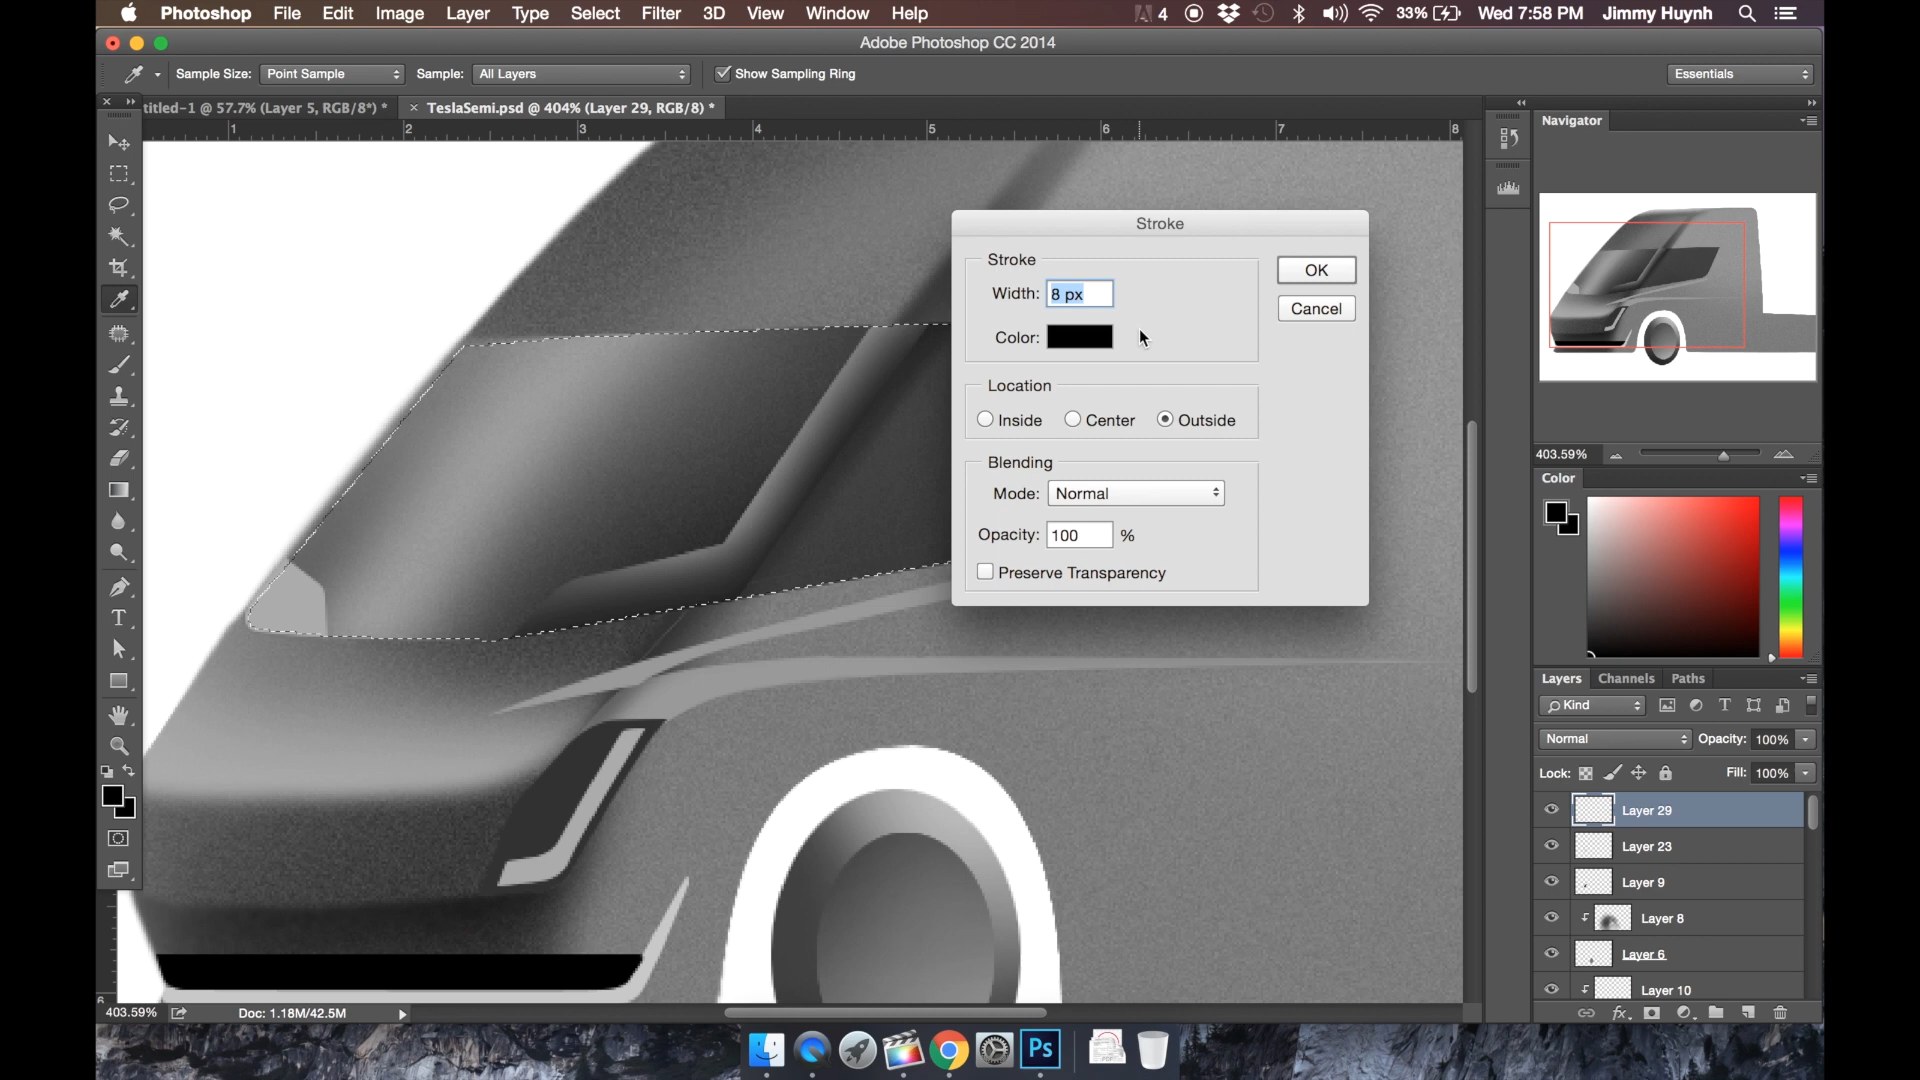 Photoshop File Edit Image Layer Type Select Filter 3D View Window Help 4 33% Wed 7:58 PM Jimmy Huynh
Adobe Photoshop CC 2014
Sample Size: Point Sample Sample: All Layers Show Sampling Ring Essentials
titled-1 @ 57.7% (Layer 5, RGB/8*) * × TeslaSemi.psd @ 404% (Layer 29, RGB/8) *
1 2 3 4 5 6 7 8
Navigator
Stroke
Stroke
Width: 8 px
Color:
OK
Cancel
Location
Inside Center Outside
Blending
Mode: Normal
Opacity: 100 %
Preserve Transparency
403.59%
Color
Layers Channels Paths
Kind
Normal Opacity: 100%
Lock: Fill: 100%
Layer 29
Layer 23
Layer 9
Layer 8
Layer 6
Layer 10
fx
T
6
403.59% Doc: 1.18M/42.5M
Ps